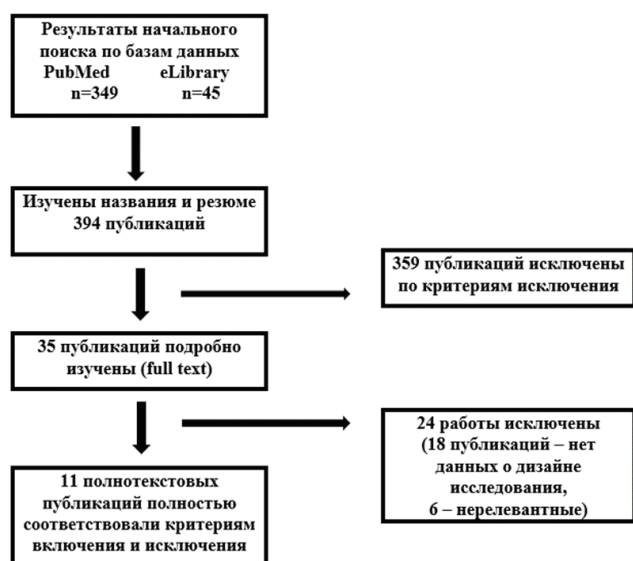 Результаты начального
поиска по базам данных
PubMed eLibrary
n=349 n=45
Изучены названия и резюме
394 публикаций
359 публикаций исключены
по критериям исключения
35 публикаций подробно
изучены (full text)
24 работы исключены
(18 публикаций – нет
данных о дизайне
исследования,
6 – нерелевантные)
11 полнотекстовых
публикаций полностью
соответствовали критериям
включения и исключения